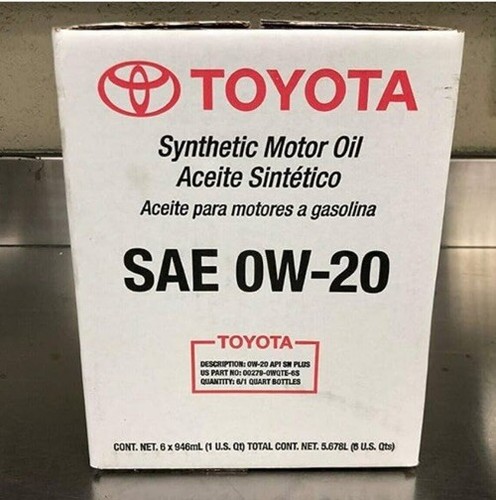 TOYOTA
Synthetic Motor Oil
Aceite Sintético
Aceite para motores a gasolina
SAE 0W-20
TOYOTA
DESCRIPTION: 0W-20 API SN PLUS
US PART NO: 00279-0WQTE-6S
QUANTITY: 6/1 QUART BOTTLES
CONT. NET. 6 x 946mL (1 U.S. Qt) TOTAL CONT. NET. 5.678L (6 U.S. Qts)